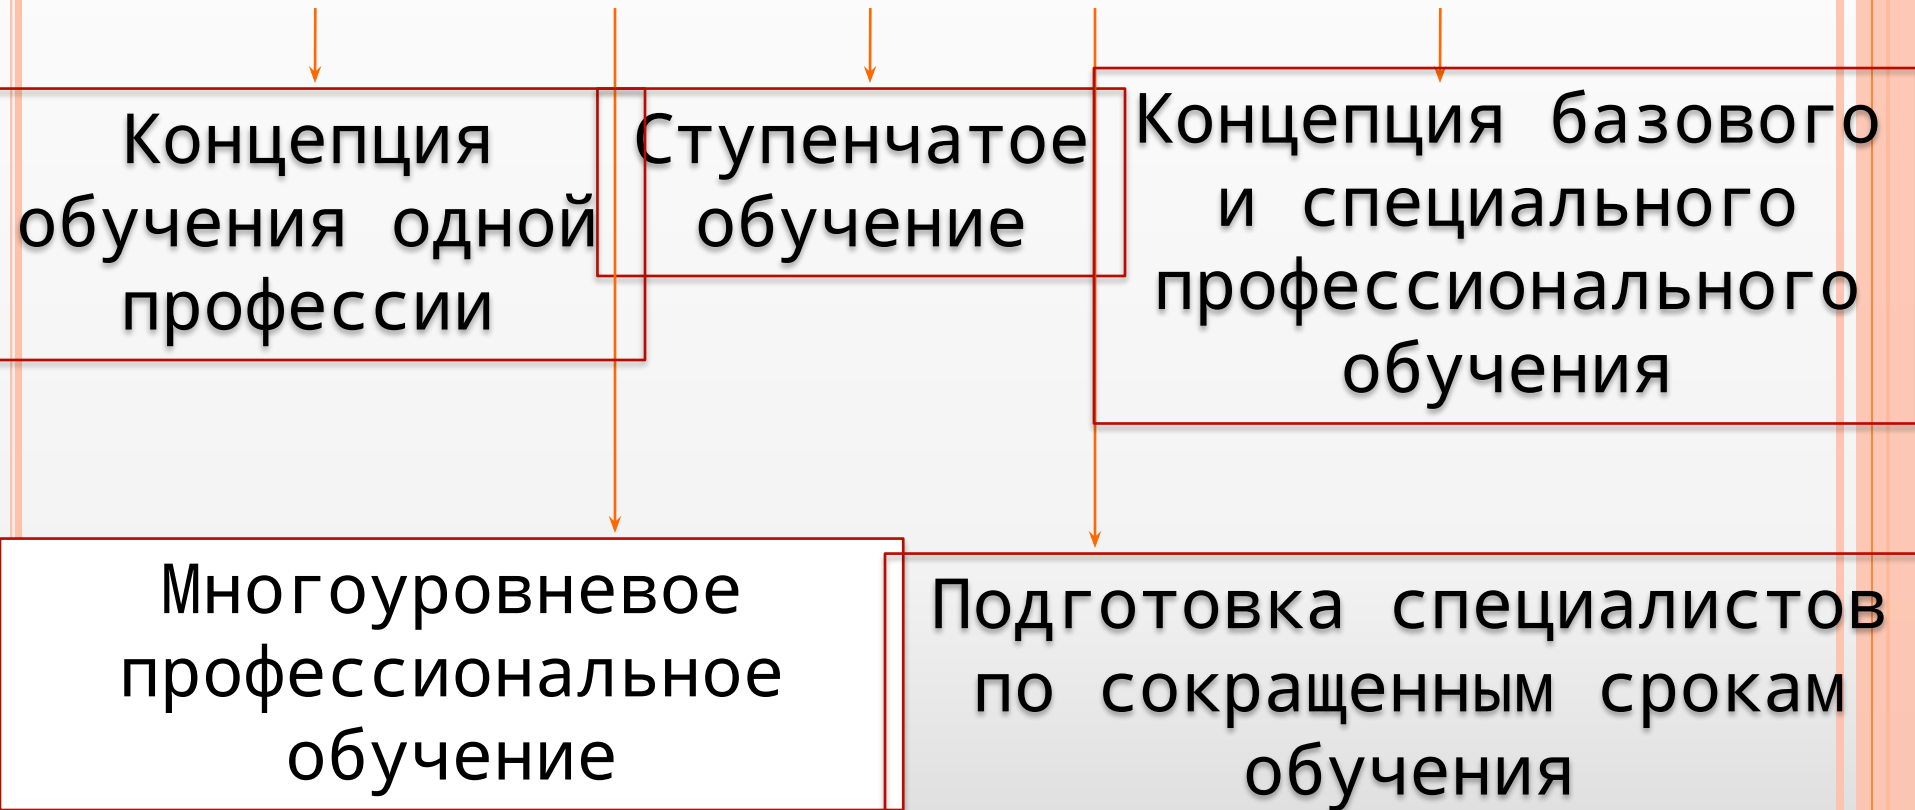 Концепция
обучения одной
профессии
Ступенчатое
обучение
Концепция базового
и специального
профессионального
обучения
Многоуровневое
профессиональное
обучение
Подготовка специалистов
по сокращенным срокам
обучения